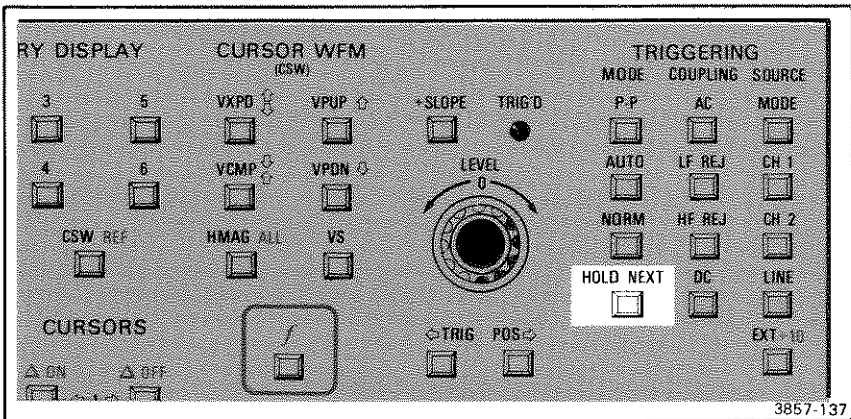 RY DISPLAY CURSOR WFM TRIGGERING
(CSW) MODE COUPLING SOURCE
3 5 VXPD VPUP +SLOPE TRIG'D P-P AC MODE
4 6 VCMP VPDN LEVEL AUTO LF REJ CH 1
0
CSW REF HMAG ALL VS NORM HF REJ CH 2
HOLD NEXT DC LINE
CURSORS f ⇦TRIG POS⇨ EXT÷10
△ ON △ OFF
3857-137